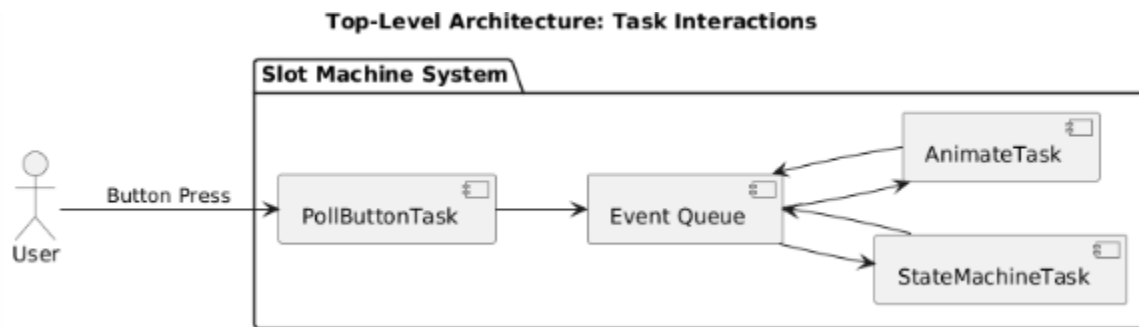 Top-Level Architecture: Task Interactions
Slot Machine System
AnimateTask
Button Press
PollButtonTask
Event Queue
User
StateMachineTask